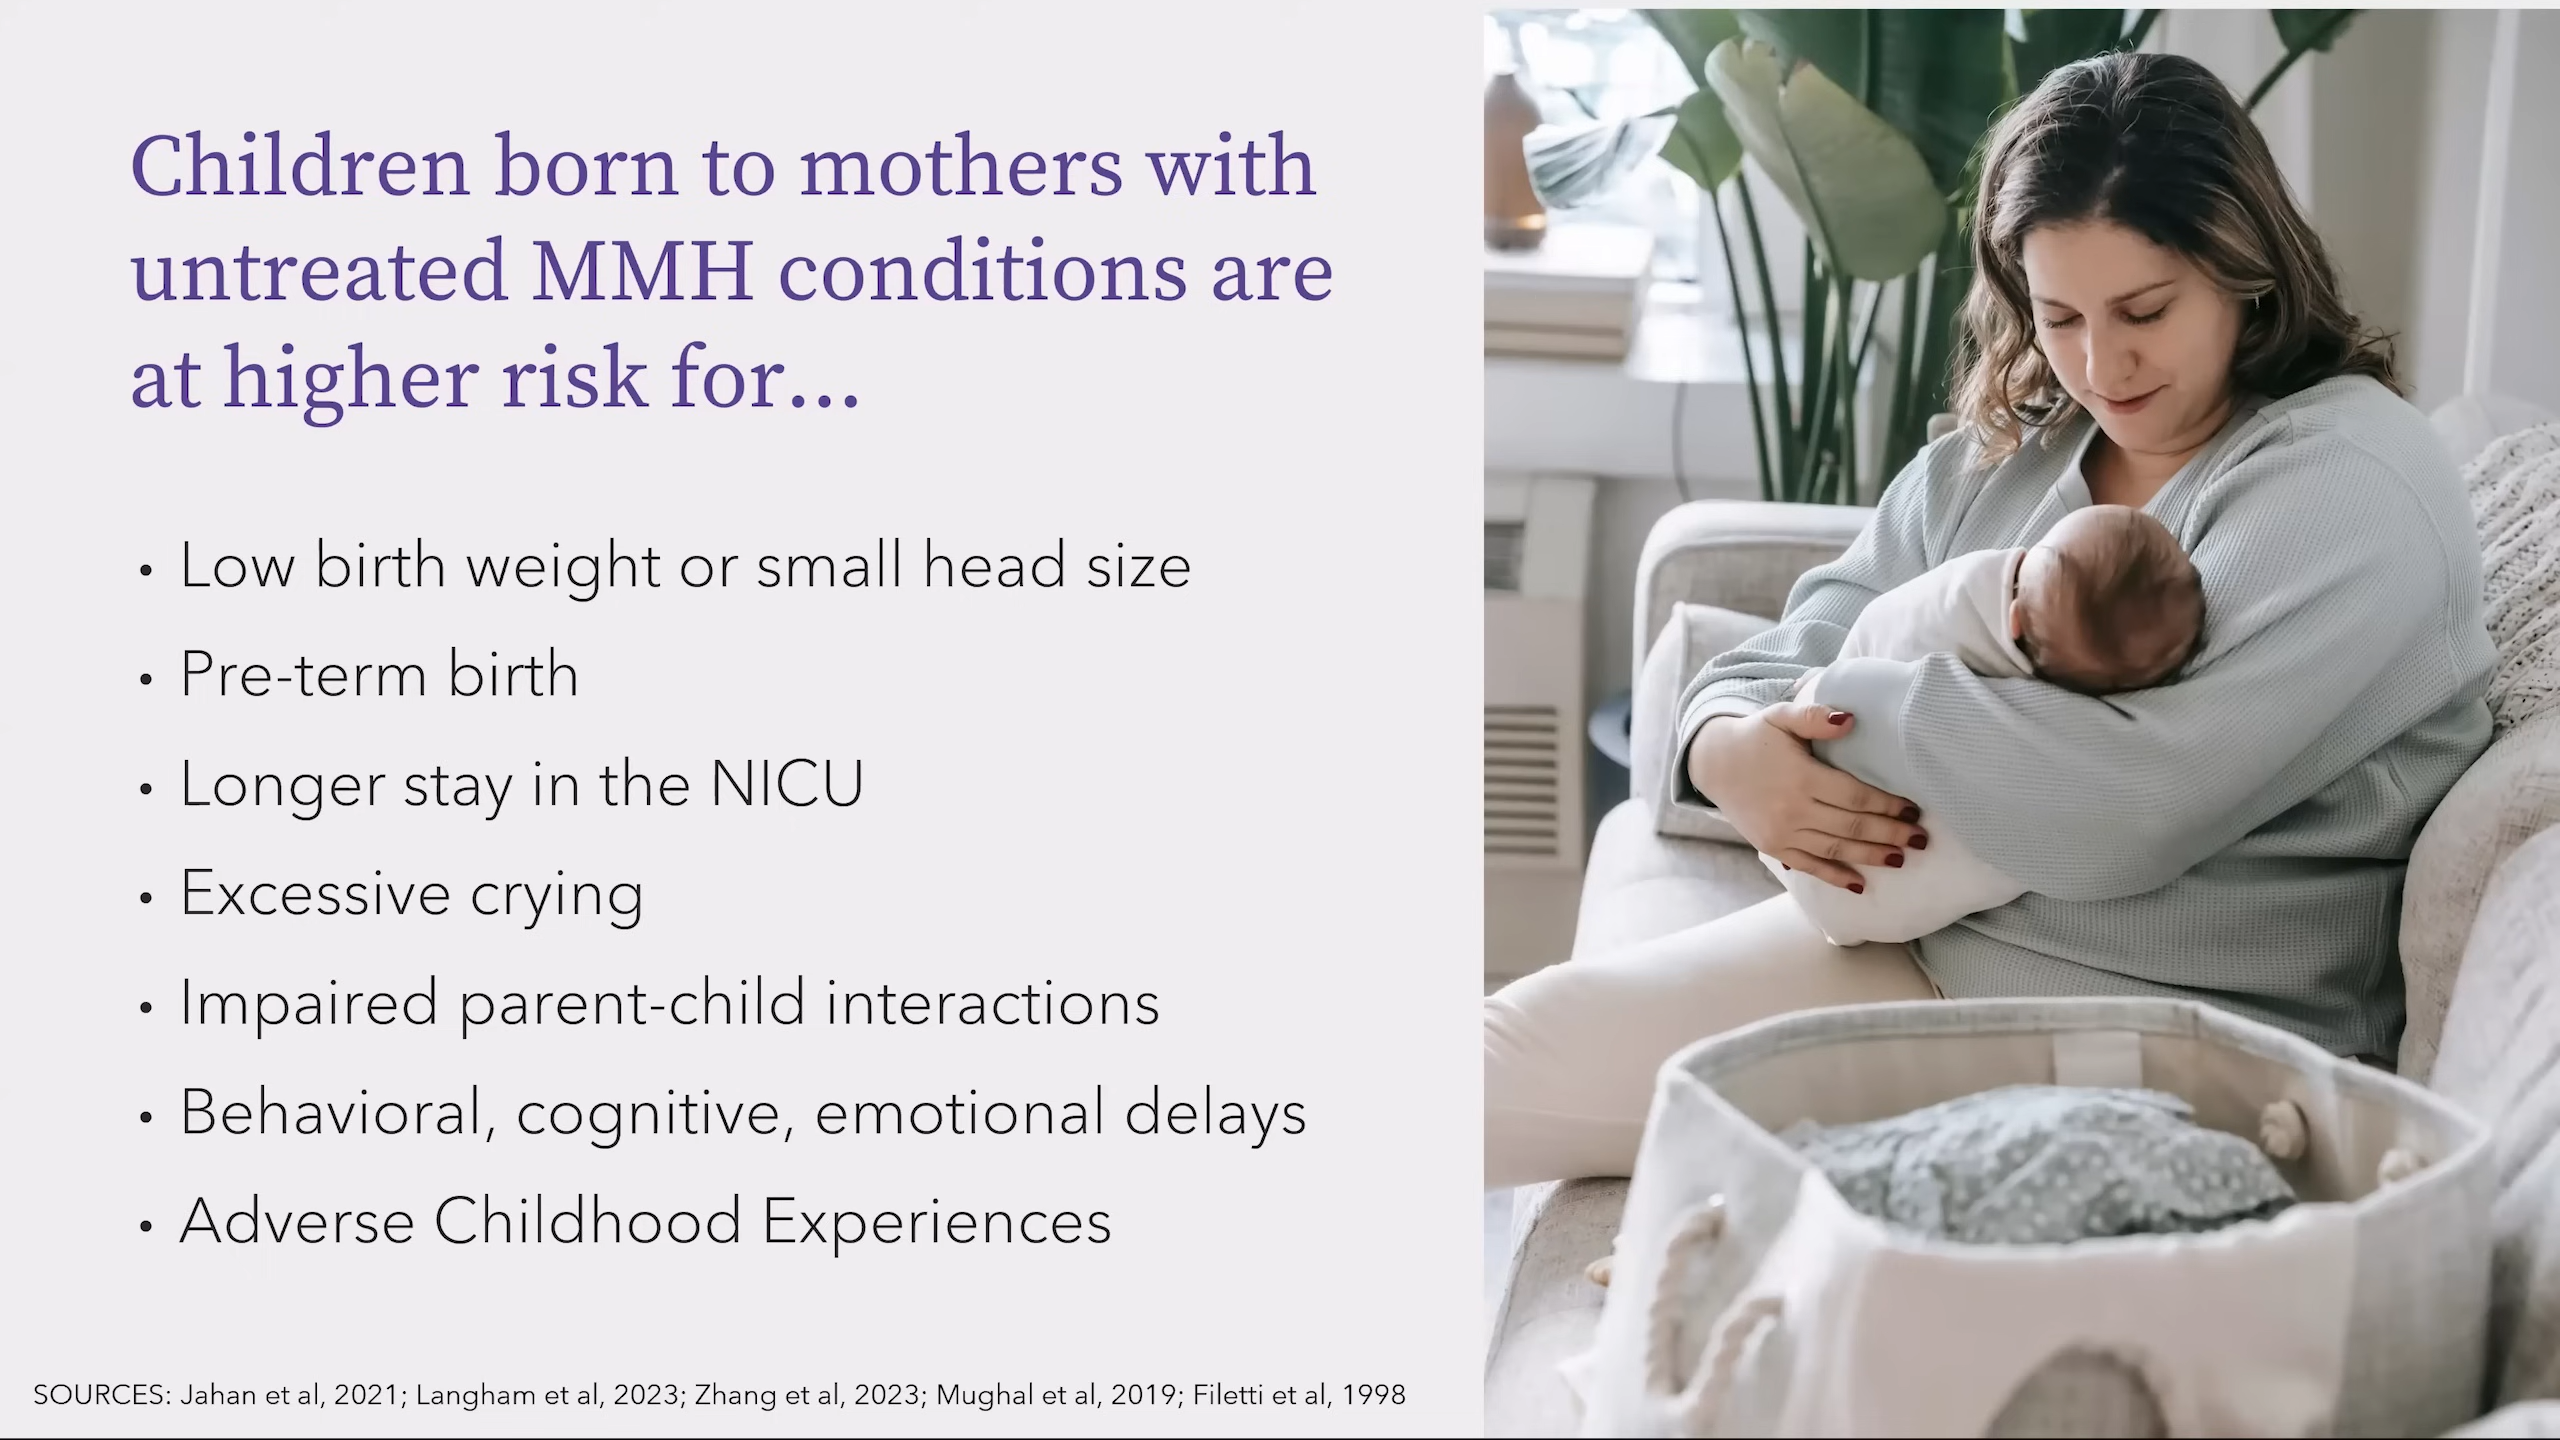 Children born to mothers with
untreated MMH conditions are
at higher risk for...
• Low birth weight or small head size
• Pre-term birth
• Longer stay in the NICU
• Excessive crying
• Impaired parent-child interactions
• Behavioral, cognitive, emotional delays
• Adverse Childhood Experiences
SOURCES: Jahan et al, 2021; Langham et al, 2023; Zhang et al, 2023; Mughal et al, 2019; Filetti et al, 1998